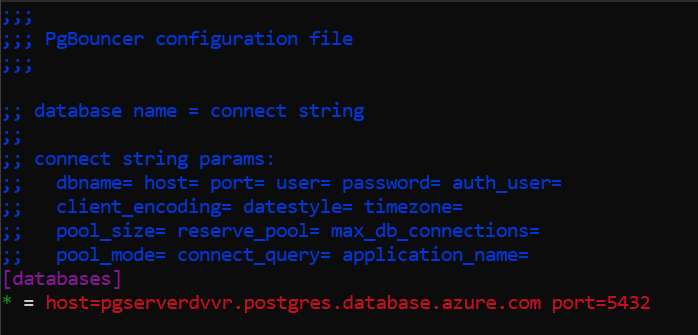 ;;;
;;; PgBouncer configuration file
;;;
;; database name = connect string
;;
;; connect string params:
;;   dbname= host= port= user= password= auth_user=
;;   client_encoding= datestyle= timezone=
;;   pool_size= reserve_pool= max_db_connections=
;;   pool_mode= connect_query= application_name=
[databases]
* = host=pgserverdvvr.postgres.database.azure.com port=5432